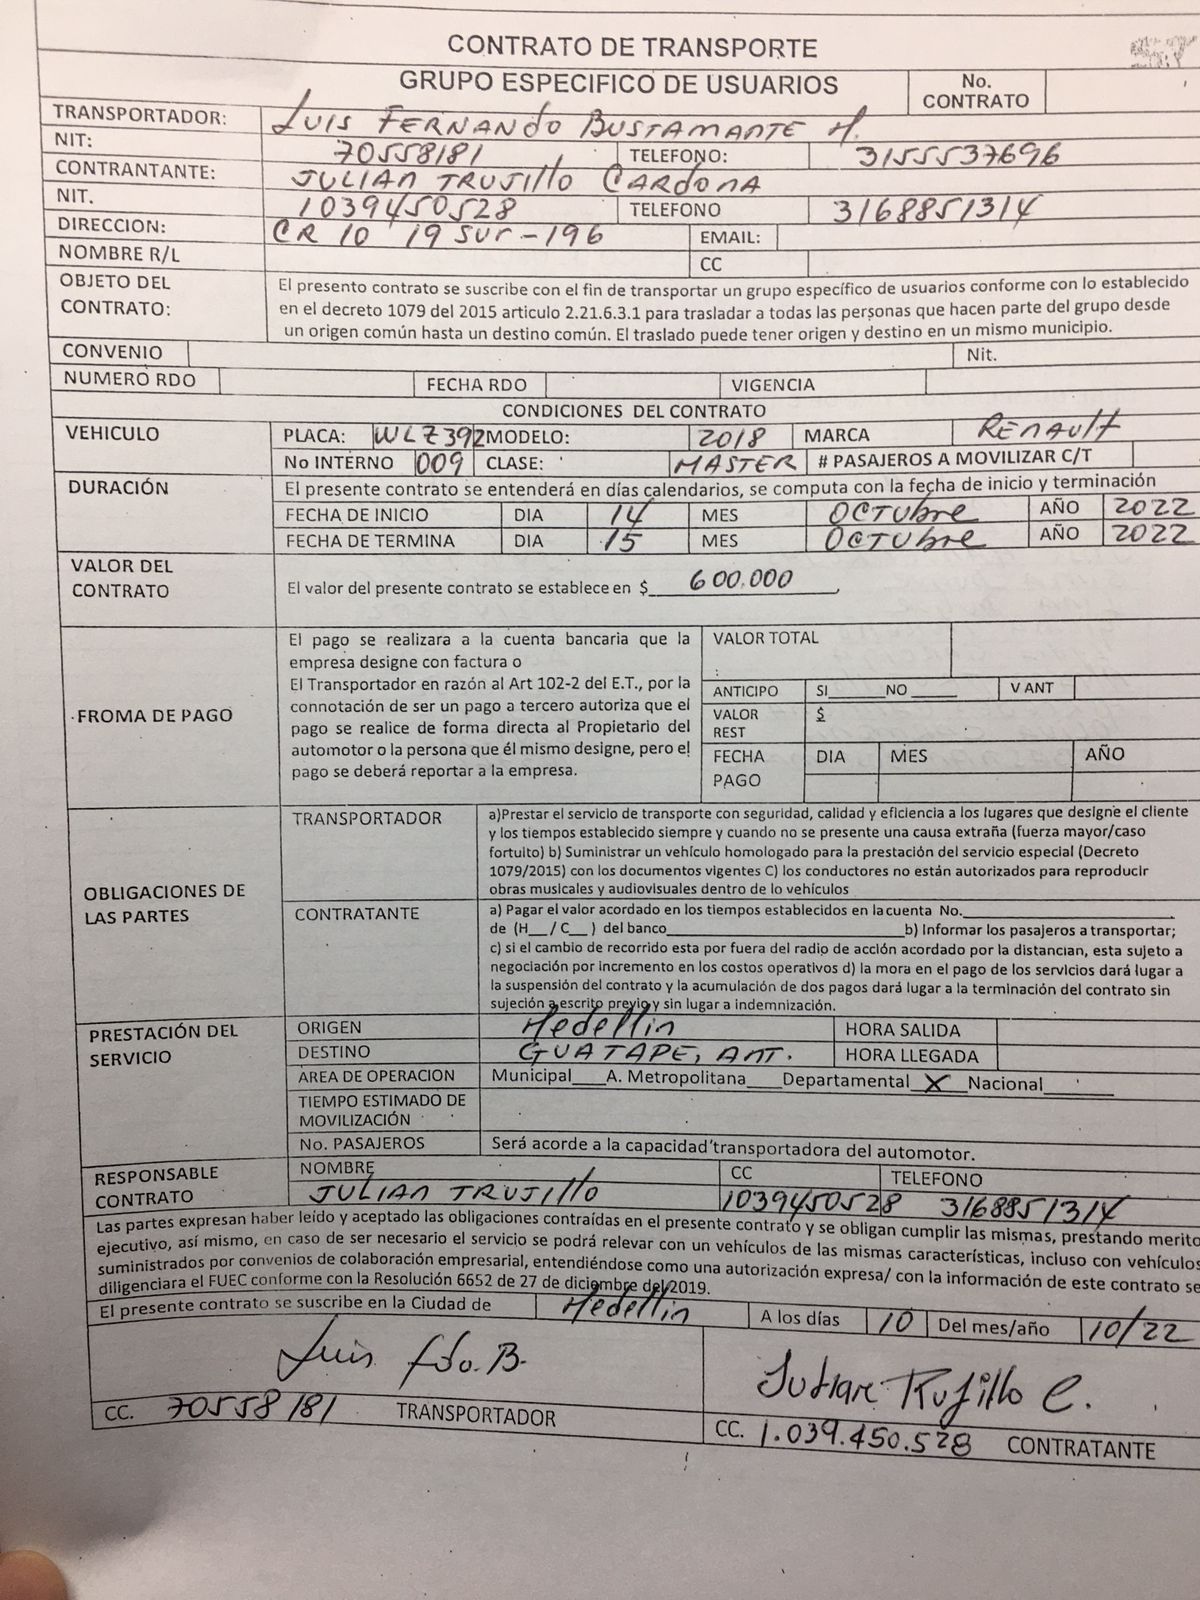 CONTRATO DE TRANSPORTE
GRUPO ESPECIFICO DE USUARIOS No. CONTRATO
TRANSPORTADOR: LUIS FERNANDO BUSTAMANTE H.
NIT: 70558181 TELEFONO: 3155537696
CONTRANTANTE: JULIAN TRUJILLO CARDONA
NIT. 1039450528 TELEFONO 3168851314
DIRECCION: CR 10 19 SUR-196 EMAIL:
NOMBRE R/L CC
OBJETO DEL CONTRATO:
El presento contrato se suscribe con el fin de transportar un grupo específico de usuarios conforme con lo establecido
en el decreto 1079 del 2015 articulo 2.21.6.3.1 para trasladar a todas las personas que hacen parte del grupo desde
un origen común hasta un destino común. El traslado puede tener origen y destino en un mismo municipio.
CONVENIO Nit.
NUMERO RDO FECHA RDO VIGENCIA
CONDICIONES DEL CONTRATO
VEHICULO PLACA: WLZ392 MODELO: 2018 MARCA RENAULT
No INTERNO 009 CLASE: MASTER # PASAJEROS A MOVILIZAR C/T
DURACIÓN El presente contrato se entenderá en días calendarios, se computa con la fecha de inicio y terminación
FECHA DE INICIO DIA 14 MES OCTUbre AÑO 2022
FECHA DE TERMINA DIA 15 MES OCTUbre AÑO 2022
VALOR DEL CONTRATO
El valor del presente contrato se establece en $ 600.000
FROMA DE PAGO
El pago se realizara a la cuenta bancaria que la
empresa designe con factura o
El Transportador en razón al Art 102-2 del E.T., por la
connotación de ser un pago a tercero autoriza que el
pago se realice de forma directa al Propietario del
automotor o la persona que él mismo designe, pero el
pago se deberá reportar a la empresa.
VALOR TOTAL :
ANTICIPO SI______NO ______ V ANT
VALOR REST $
FECHA PAGO DIA MES AÑO
OBLIGACIONES DE LAS PARTES
TRANSPORTADOR
a)Prestar el servicio de transporte con seguridad, calidad y eficiencia a los lugares que designe el cliente
y los tiempos establecido siempre y cuando no se presente una causa extraña (fuerza mayor/caso
fortuito) b) Suministrar un vehículo homologado para la prestación del servicio especial (Decreto
1079/2015) con los documentos vigentes C) los conductores no están autorizados para reproducir
obras musicales y audiovisuales dentro de lo vehículos
CONTRATANTE
a) Pagar el valor acordado en los tiempos establecidos en la cuenta No.
de (H__/ C__ ) del banco__________ b) Informar los pasajeros a transportar;
c) si el cambio de recorrido esta por fuera del radio de acción acordado por la distancian, esta sujeto a
negociación por incremento en los costos operativos d) la mora en el pago de los servicios dará lugar a
la suspensión del contrato y la acumulación de dos pagos dará lugar a la terminación del contrato sin
sujeción a escrito previo y sin lugar a indemnización.
PRESTACIÓN DEL SERVICIO
ORIGEN Medellin HORA SALIDA
DESTINO GUATAPE, ANT. HORA LLEGADA
ÁREA DE OPERACION Municipal___A. Metropolitana___Departamental X Nacional______
TIEMPO ESTIMADO DE MOVILIZACIÓN
No. PASAJEROS Será acorde a la capacidad transportadora del automotor.
RESPONSABLE CONTRATO
NOMBRE CC TELEFONO
JULIAN TRUJILLO 1039450528 3168851314
Las partes expresan haber leído y aceptado las obligaciones contraídas en el presente contrato y se obligan cumplir las mismas, prestando merito
ejecutivo, así mismo, en caso de ser necesario el servicio se podrá relevar con un vehículos de las mismas características, incluso con vehículos
suministrados por convenios de colaboración empresarial, entendiéndose como una autorización expresa/ con la información de este contrato se
diligenciara el FUEC conforme con la Resolución 6652 de 27 de diciembre del 2019.
El presente contrato se suscribe en la Ciudad de Medellin A los días 10 Del mes/año 10/22
Luis Fdo. B.
Julian Trujillo C.
CC. 70558181 TRANSPORTADOR
CC. 1.039.450.528 CONTRATANTE